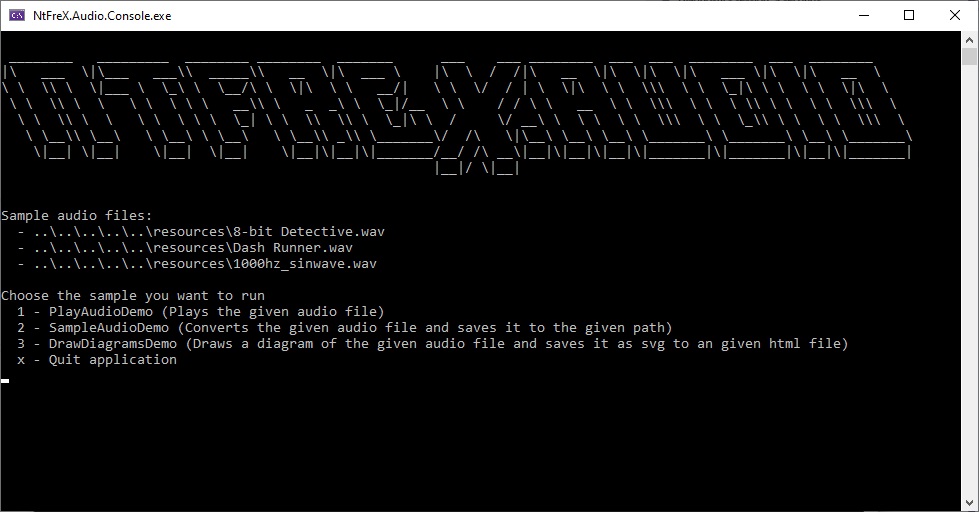 NtFreX.Audio.Console.exe
NTFREX AUDIO
Sample audio files:
- ..\..\..\..\..\resources\8-bit Detective.wav
- ..\..\..\..\..\resources\Dash Runner.wav
- ..\..\..\..\..\resources\1000hz_sinwave.wav
Choose the sample you want to run
1 - PlayAudioDemo (Plays the given audio file)
2 - SampleAudioDemo (Converts the given audio file and saves it to the given path)
3 - DrawDiagramsDemo (Draws a diagram of the given audio file and saves it as svg to an given html file)
x - Quit application